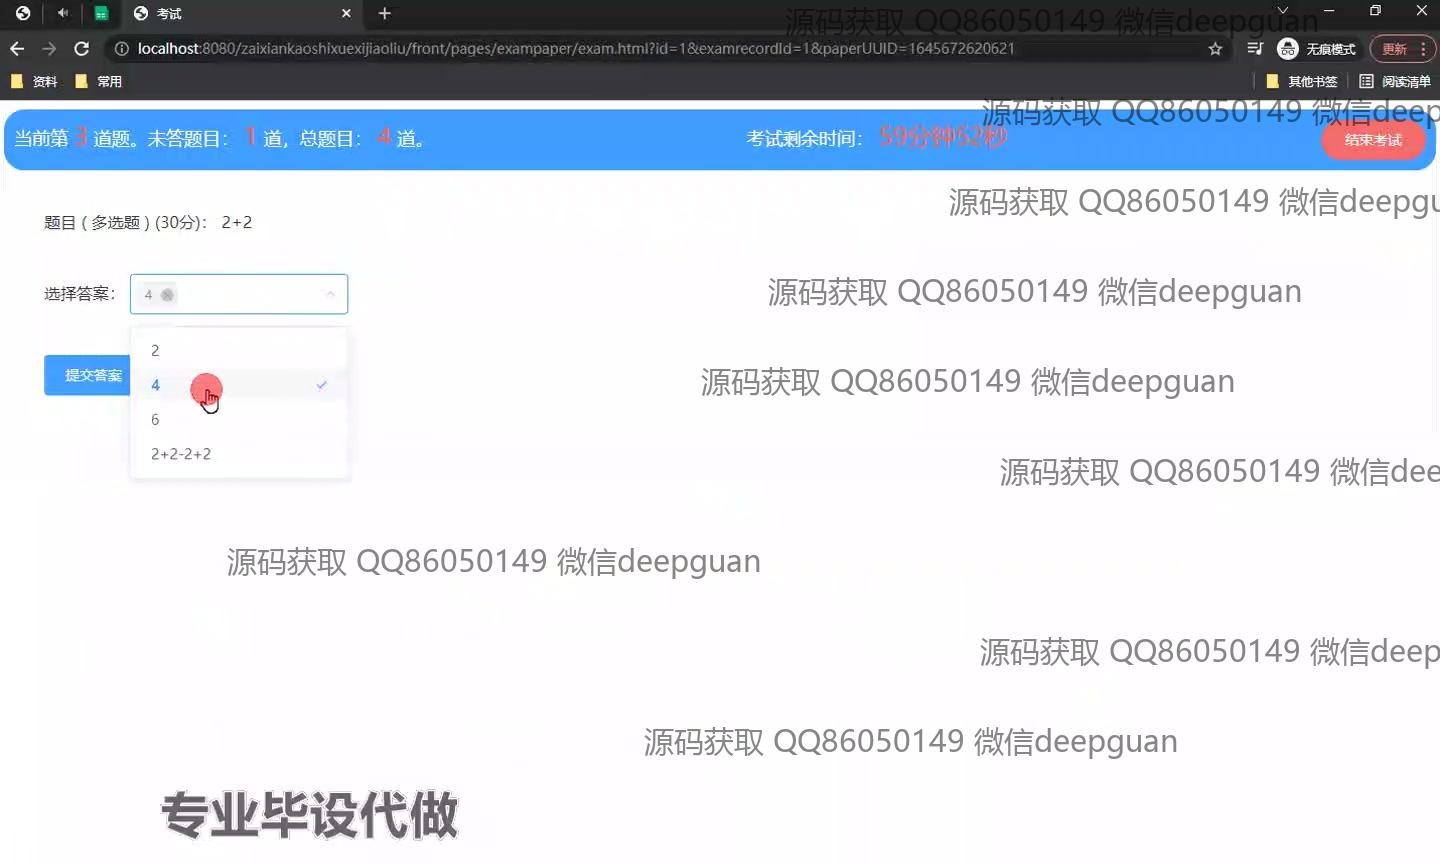 考试
源码获取 QQ86050149 微信deepguan
localhost:8080/zaixiankaoshixuexijiaoliu/front/pages/exampaper/exam.html?id=1&examrecordId=1&paperUUID=1645672620621
无痕模式
更新
资料
常用
其他书签
阅读清单
源码获取 QQ86050149 微信deep
当前第 3 道题。未答题目： 1 道，总题目： 4 道。
考试剩余时间： 59分钟52秒
结束考试
源码获取 QQ86050149 微信deepgu
题目 ( 多选题 ) (30分)： 2+2
选择答案：
4
源码获取 QQ86050149 微信deepguan
2
提交答案
4
源码获取 QQ86050149 微信deepguan
6
2+2-2+2
源码获取 QQ86050149 微信dee
源码获取 QQ86050149 微信deepguan
源码获取 QQ86050149 微信deep
源码获取 QQ86050149 微信deepguan
专业毕设代做